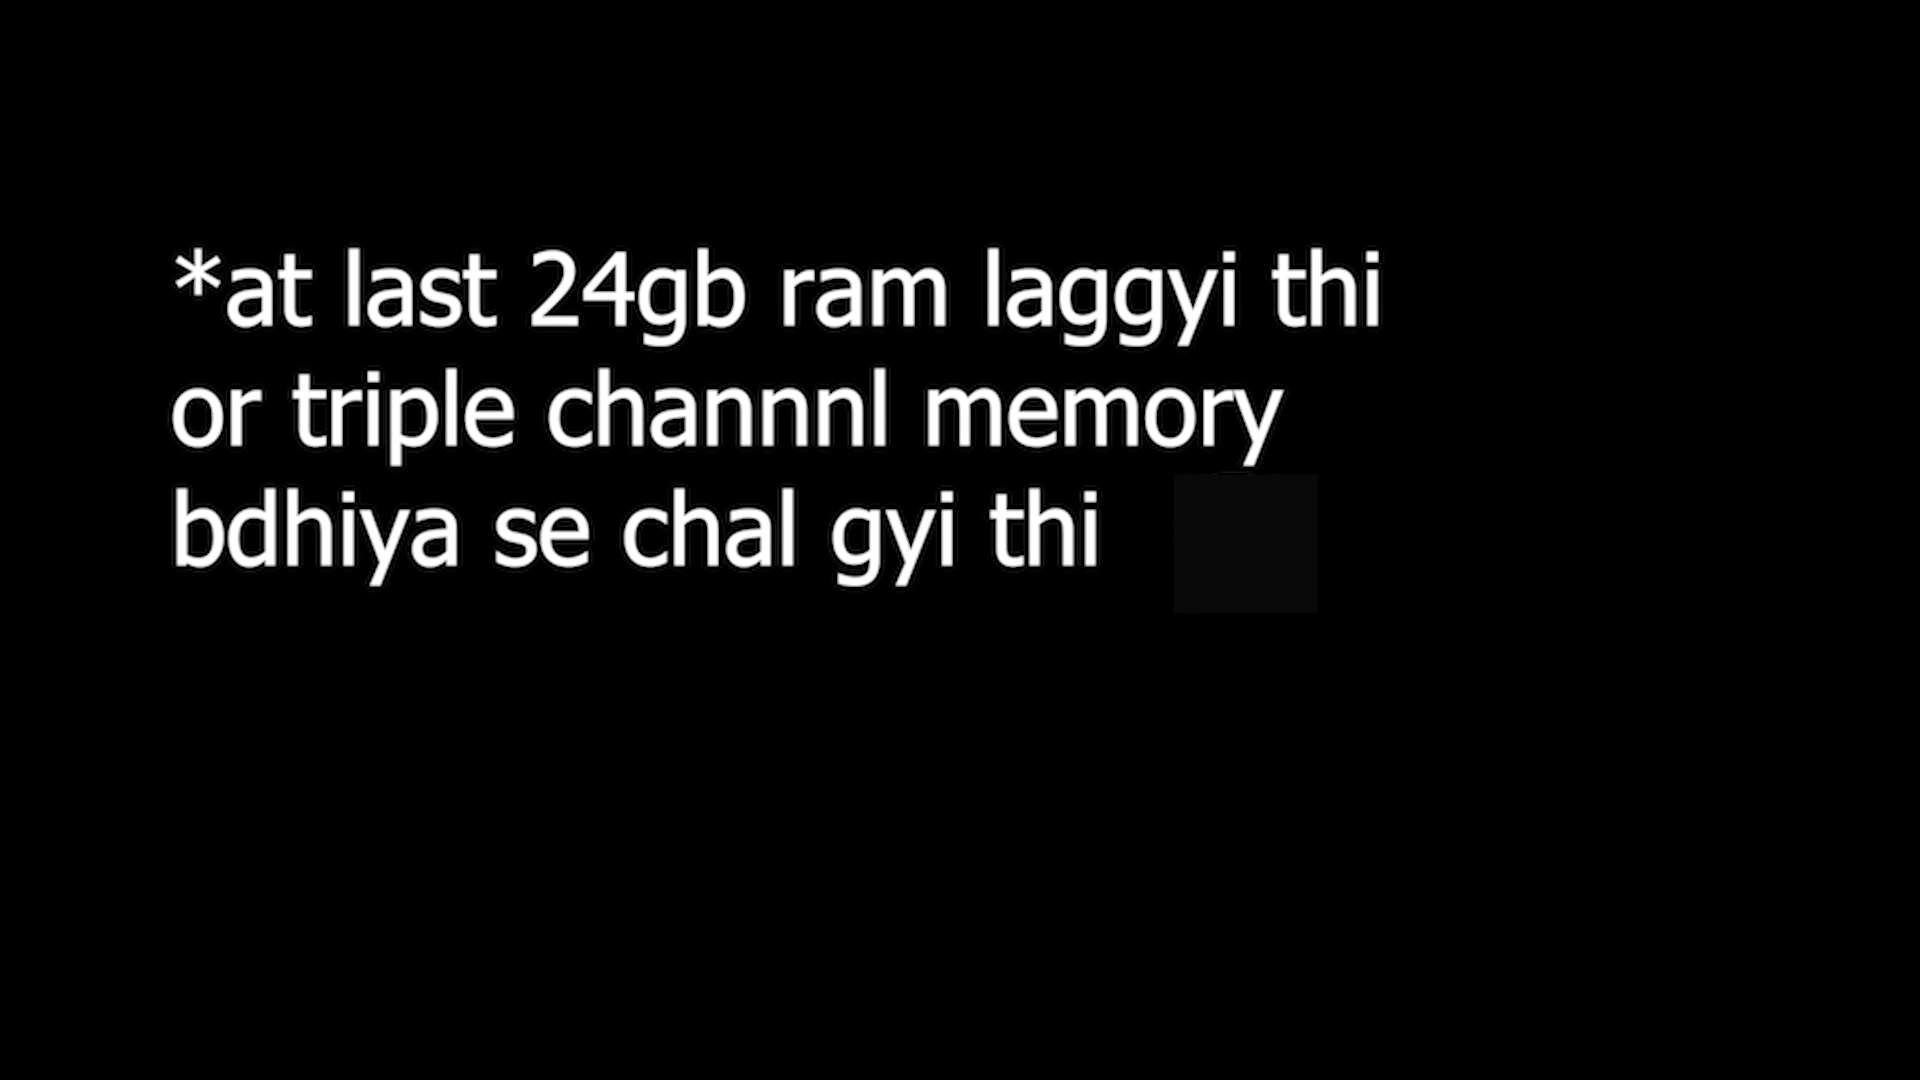 *at last 24gb ram laggyi thi
or triple channnl memory
bdhiya se chal gyi thi